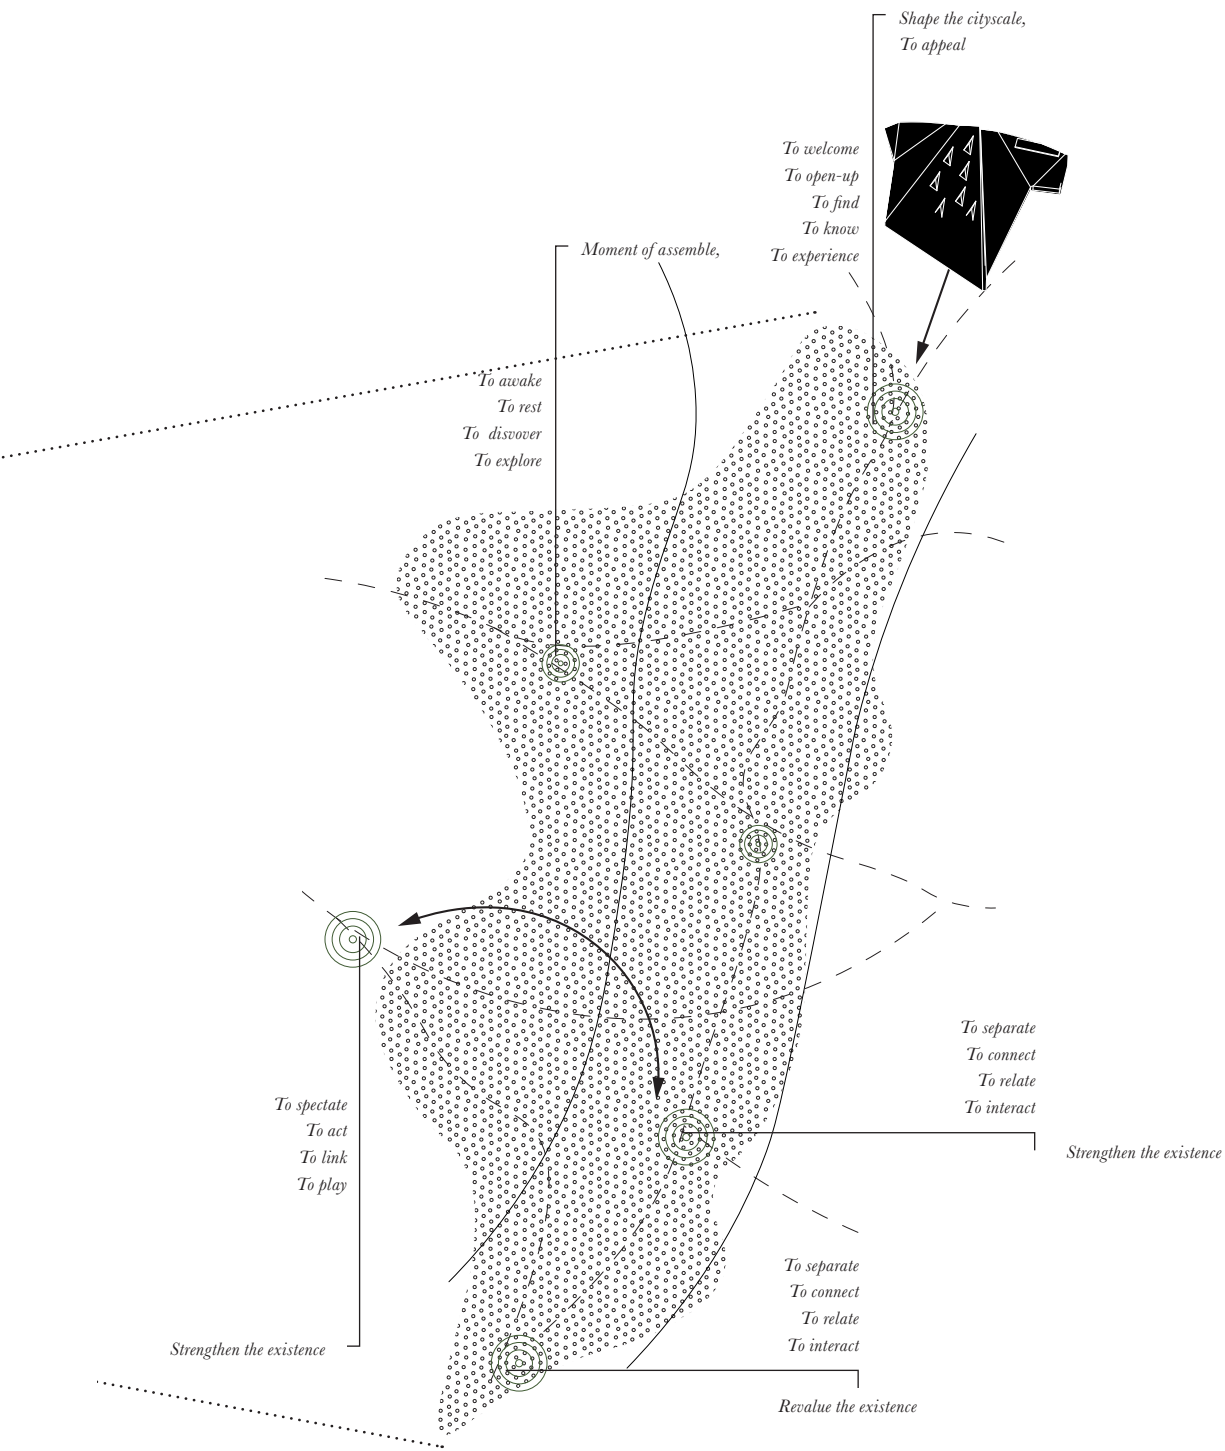 Shape the cityscale,
To appeal
To welcome
To open-up
To find
To know
To experience
Moment of assemble,
To awake
To rest
To disvover
To explore
To separate
To connect
To relate
To interact
Strengthen the existence
To spectate
To act
To link
To play
Strengthen the existence
To separate
To connect
To relate
To interact
Revalue the existence